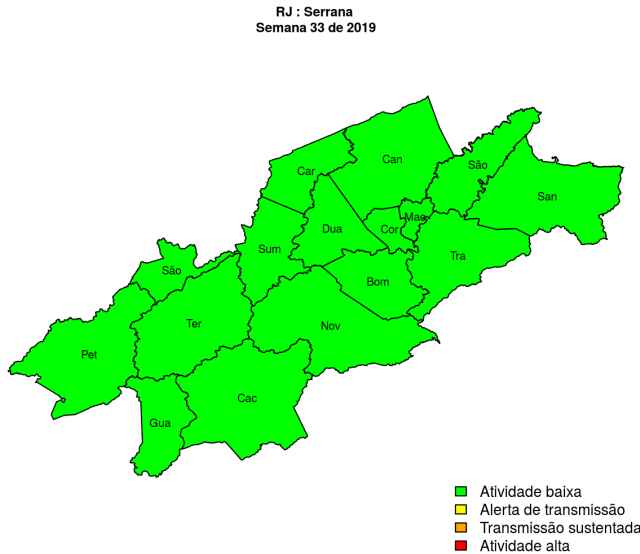 RJ : Serrana
Semana 33 de 2019
Can
São
Car
San
Mac
Dua
Cor
Sum
Tra
São
Bom
Ter
Nov
Pet
Cac
Gua
Atividade baixa
Alerta de transmissão
Transmissão sustentada
Atividade alta